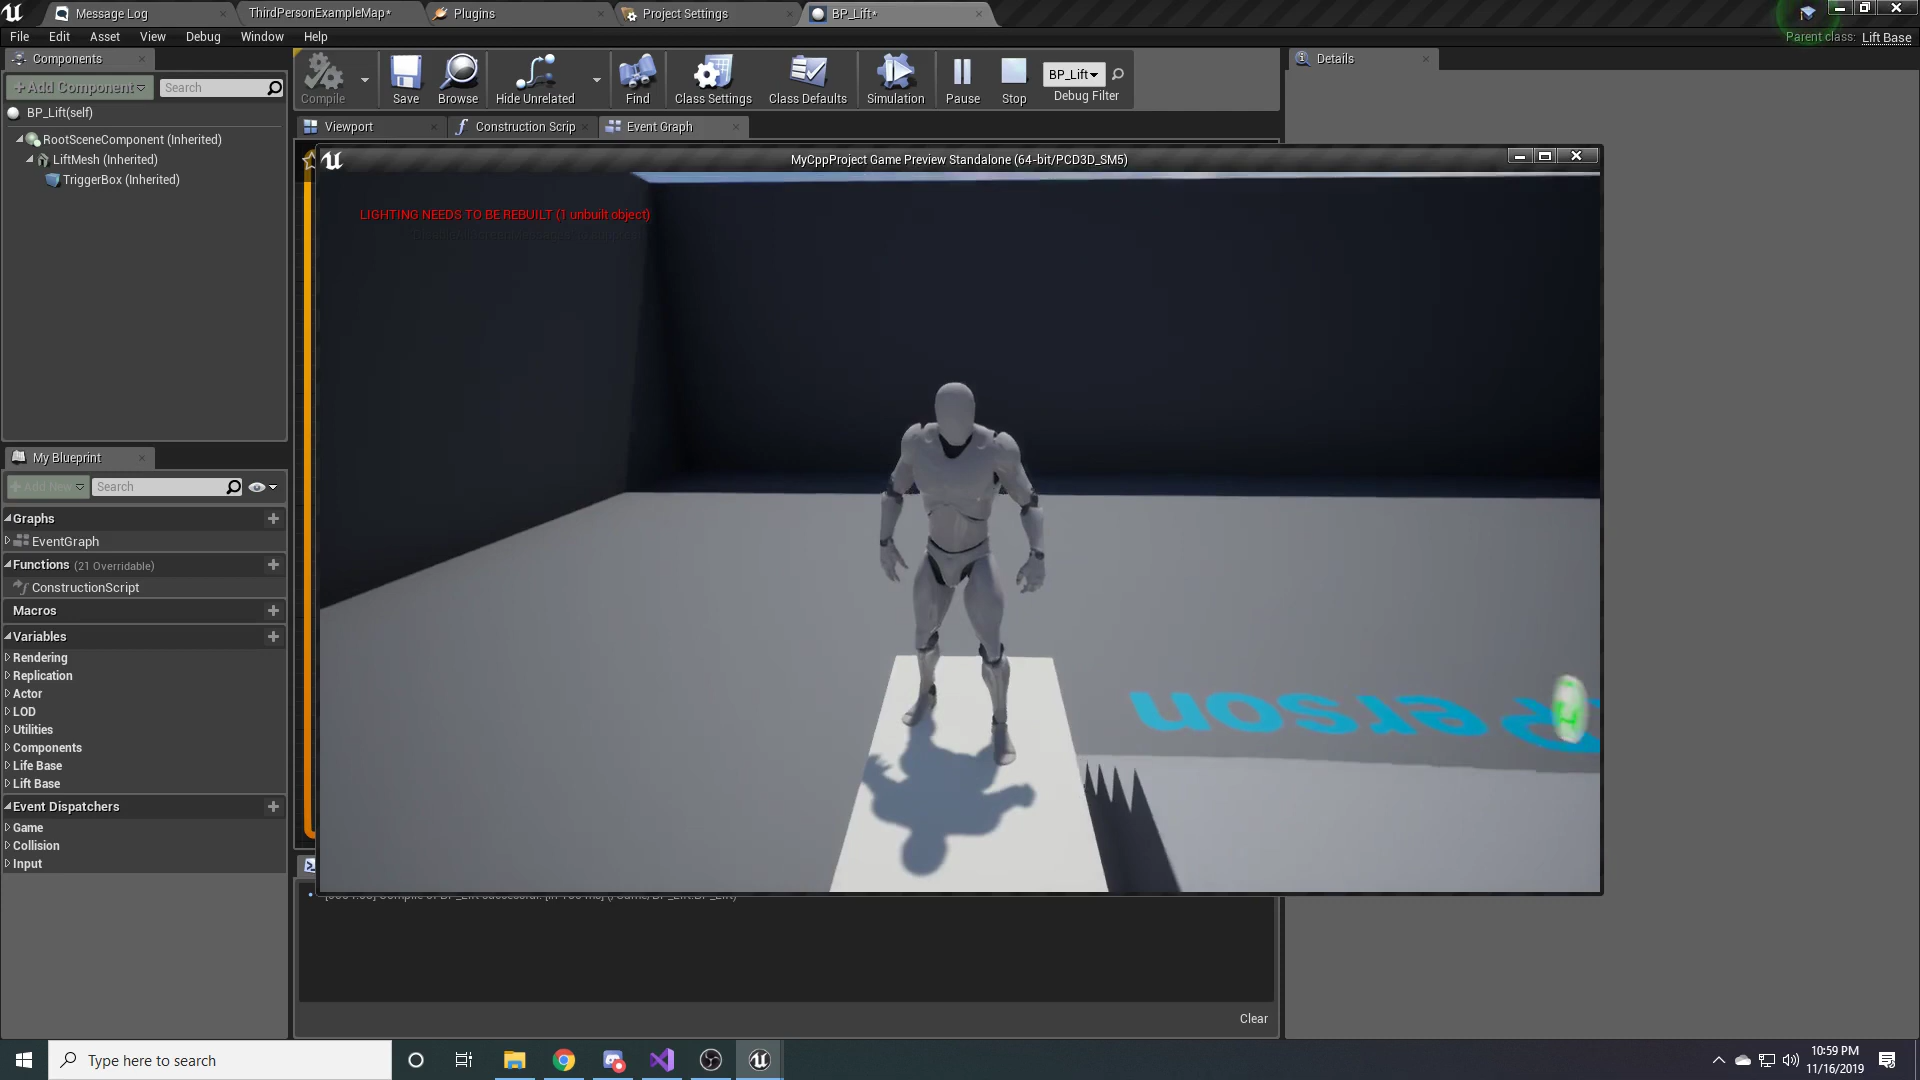 Message Log
ThirdPersonExampleMap*
Plugins
Project Settings
BP_Lift*
File
Edit
Asset
View
Debug
Window
Help
Parent class:
Lift Base
Components
Add Component
Search
BP_Lift(self)
RootSceneComponent (Inherited)
LiftMesh (Inherited)
TriggerBox (Inherited)
Compile
Save
Browse
Hide Unrelated
Find
Class Settings
Class Defaults
Simulation
Pause
Stop
BP_Lift
Debug Filter
Details
Viewport
Construction Scrip
Event Graph
MyCppProject Game Preview Standalone (64-bit/PCD3D_SM5)
LIGHTING NEEDS TO BE REBUILT (1 unbuilt object)
erson
My Blueprint
Add New
Search
Graphs
EventGraph
Functions (21 Overridable)
ConstructionScript
Macros
Variables
Rendering
Replication
Actor
LOD
Utilities
Components
Life Base
Lift Base
Event Dispatchers
Game
Collision
Input
Clear
Type here to search
10:59 PM
11/16/2019